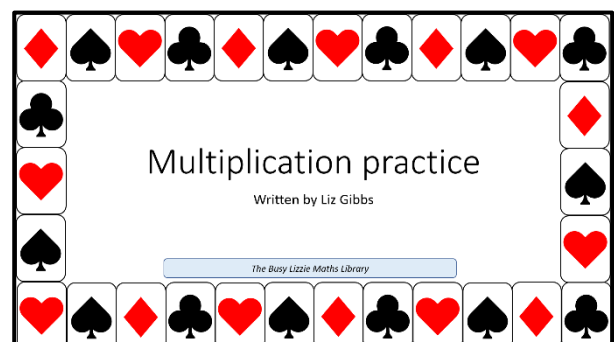 Multiplication practice
Written by Liz Gibbs
The Busy Lizzie Maths Library